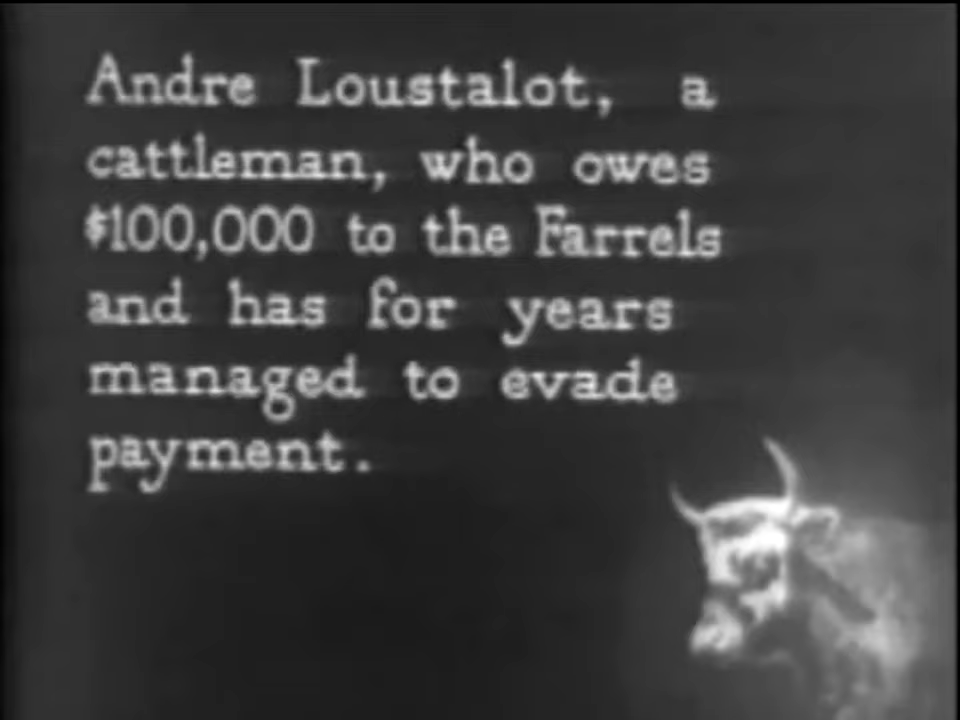 Andre Loustalot, a
cattleman, who owes
$100,000 to the Farrels
and has for years
managed to evade
payment.